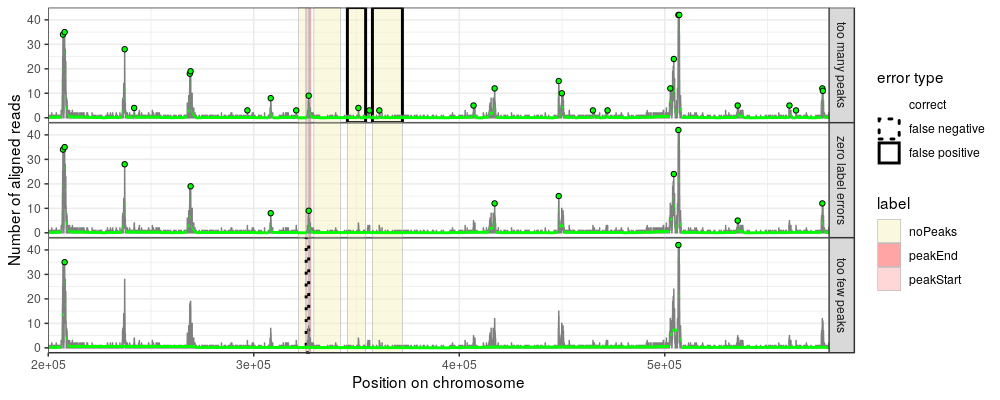 Number of aligned reads
40
30
20
10
0
too many peaks
40
30
20
10
0
zero label errors
40
30
20
10
0
too few peaks
2e+05
3e+05
4e+05
5e+05
Position on chromosome
error type
correct
false negative
false positive
label
noPeaks
peakEnd
peakStart